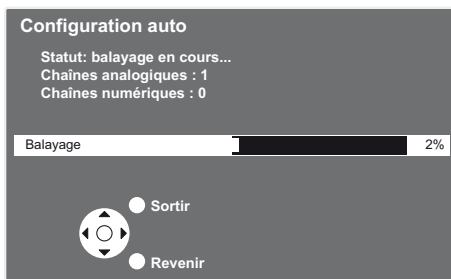 Configuration auto
Statut: balayage en cours...
Chaînes analogiques : 1
Chaînes numériques : 0
Balayage 2%
Sortir
Revenir